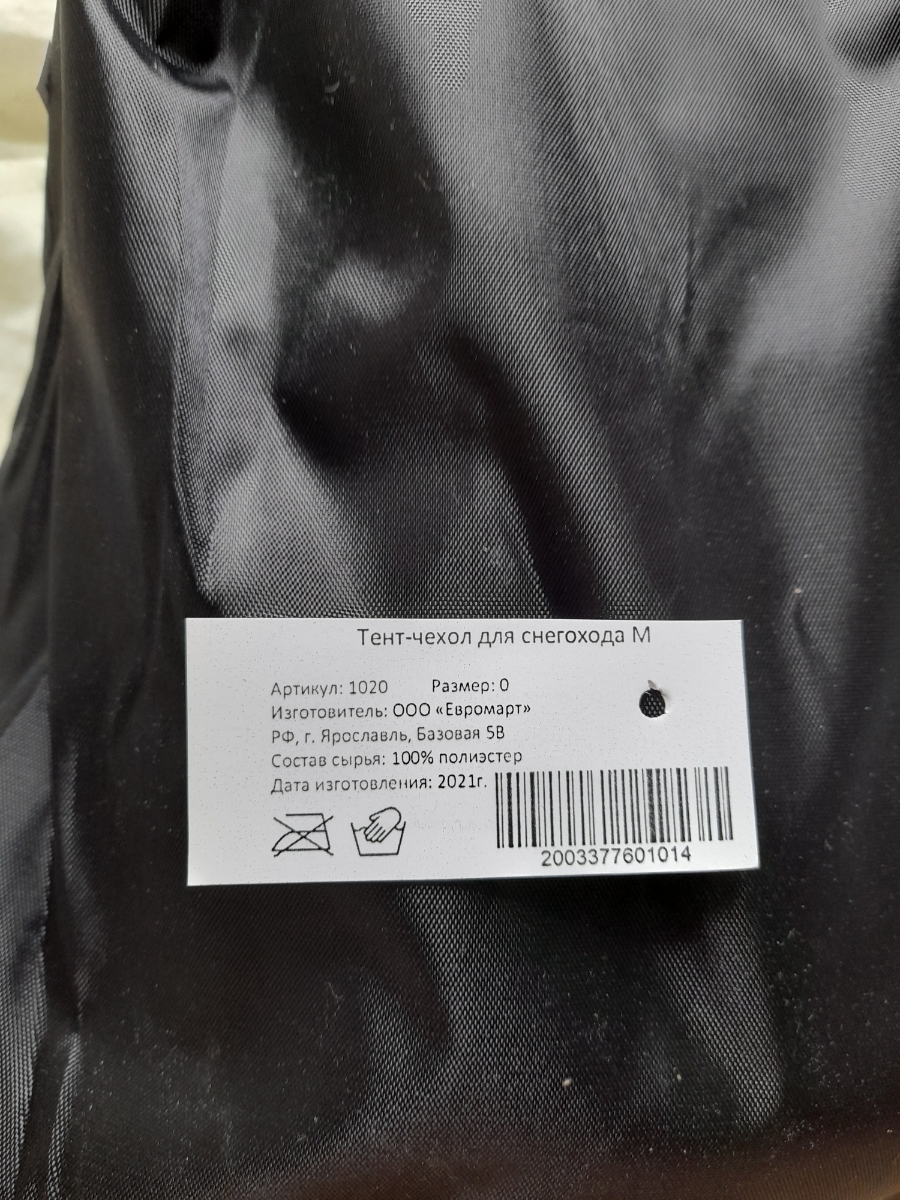 Тент-чехол для снегохода М
Артикул: 1020 Размер: 0
Изготовитель: ООО «Евромарт»
РФ, г. Ярославль, Базовая 5В
Состав сырья: 100% полиэстер
Дата изготовления: 2021г.
2003377601014